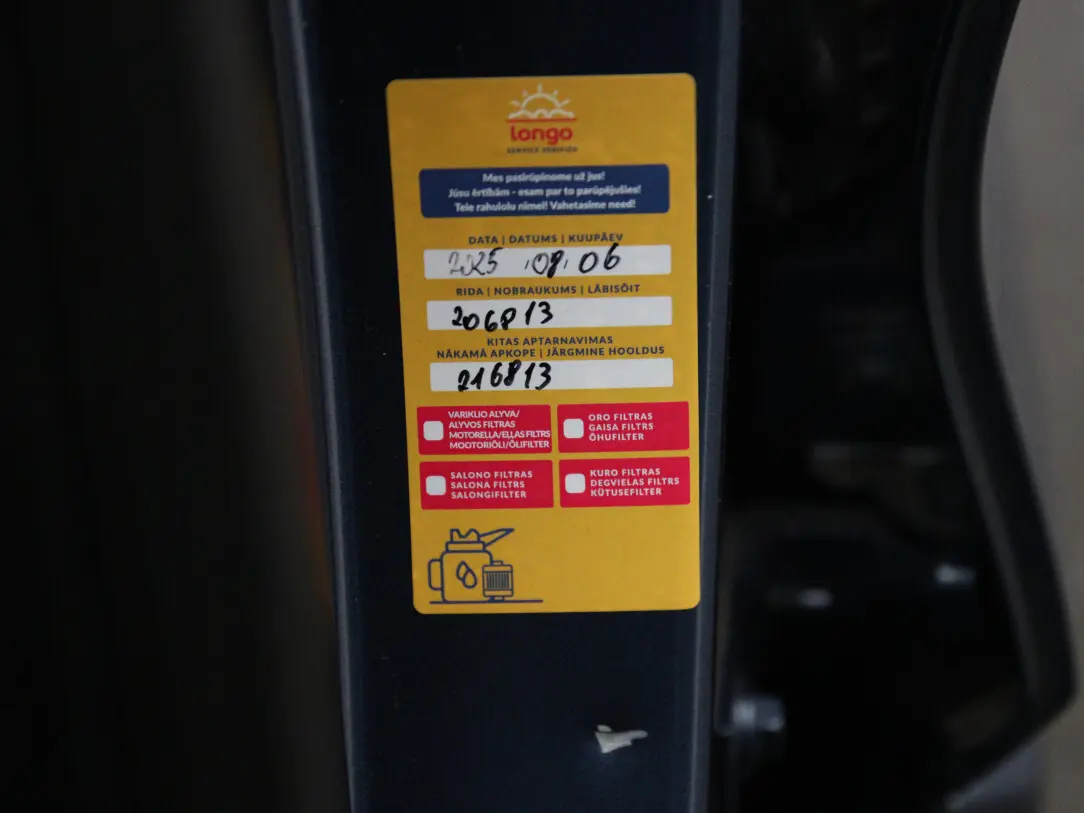 longo
SERVICE VERIFIED
Mes pasirūpinome už jus!
Jūsu ērtībām - esam par to parūpējušies!
Teie rahulolu nimel! Vahetasime need!
DATA | DATUMS | KUUPÄEV
2025 .08. 06
RIDA | NOBRAUKUMS | LÄBISÕIT
206813
KITAS APTARNAVIMAS
NĀKAMĀ APKOPE | JÄRGMINE HOOLDUS
216813
VARIKLIO ALYVA/
ALYVOS FILTRAS
MOTOREĻĻA/EĻĻAS FILTRS
MOOTORIÕLI/ÕLIFILTER
ORO FILTRAS
GAISA FILTRS
ÕHUFILTER
SALONO FILTRAS
SALONA FILTRS
SALONGIFILTER
KURO FILTRAS
DEGVIELAS FILTRS
KÜTUSEFILTER